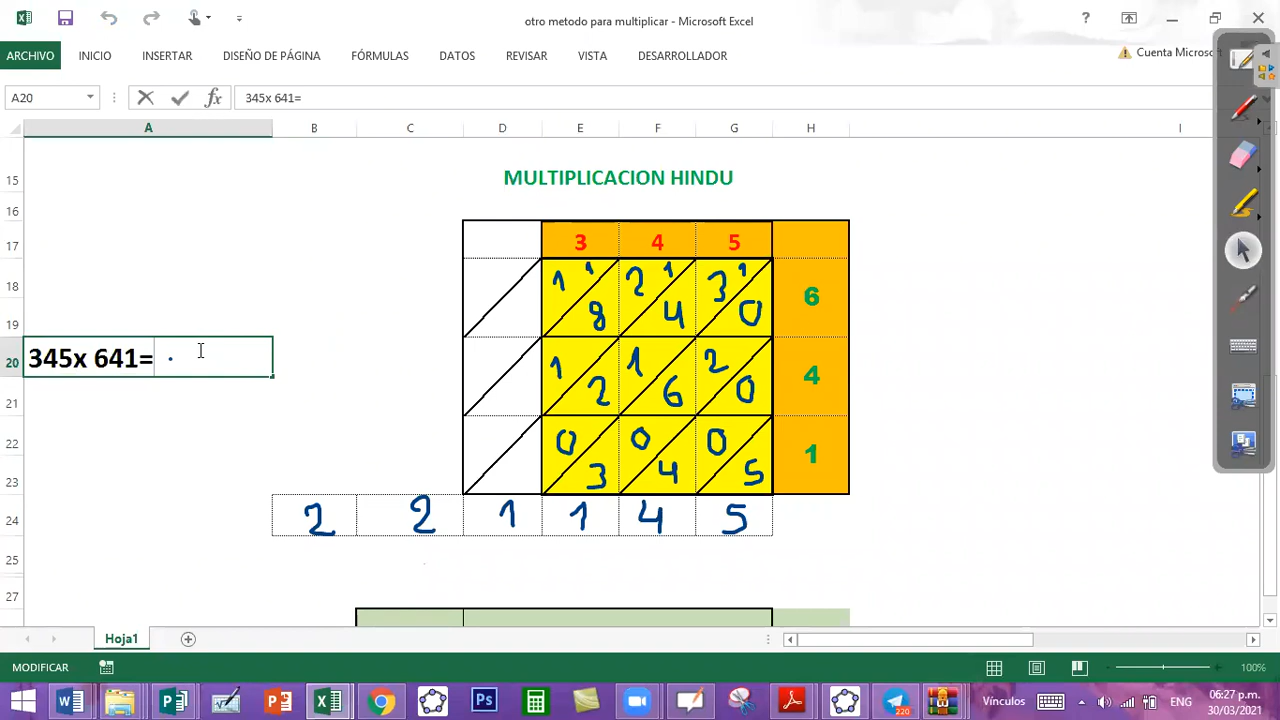 otro metodo para multiplicar - Microsoft Excel
ARCHIVO INICIO INSERTAR DISEÑO DE PÁGINA FÓRMULAS DATOS REVISAR VISTA DESARROLLADOR Cuenta Microsof
A20 fx 345x 641=
A B C D E F G H I
15 MULTIPLICACION HINDU
16
17 3 4 5
1 1 2 1 3 1
18 6
8 4 0
19
20 345x 641=
1 1 2
4
2 6 0
21
22 0 0 0
1
3 4 5
23
24 2 2 1 1 4 5
25
27
Hoja1
MODIFICAR 100%
220 Vínculos ENG 06:27 p.m.
30/03/2021